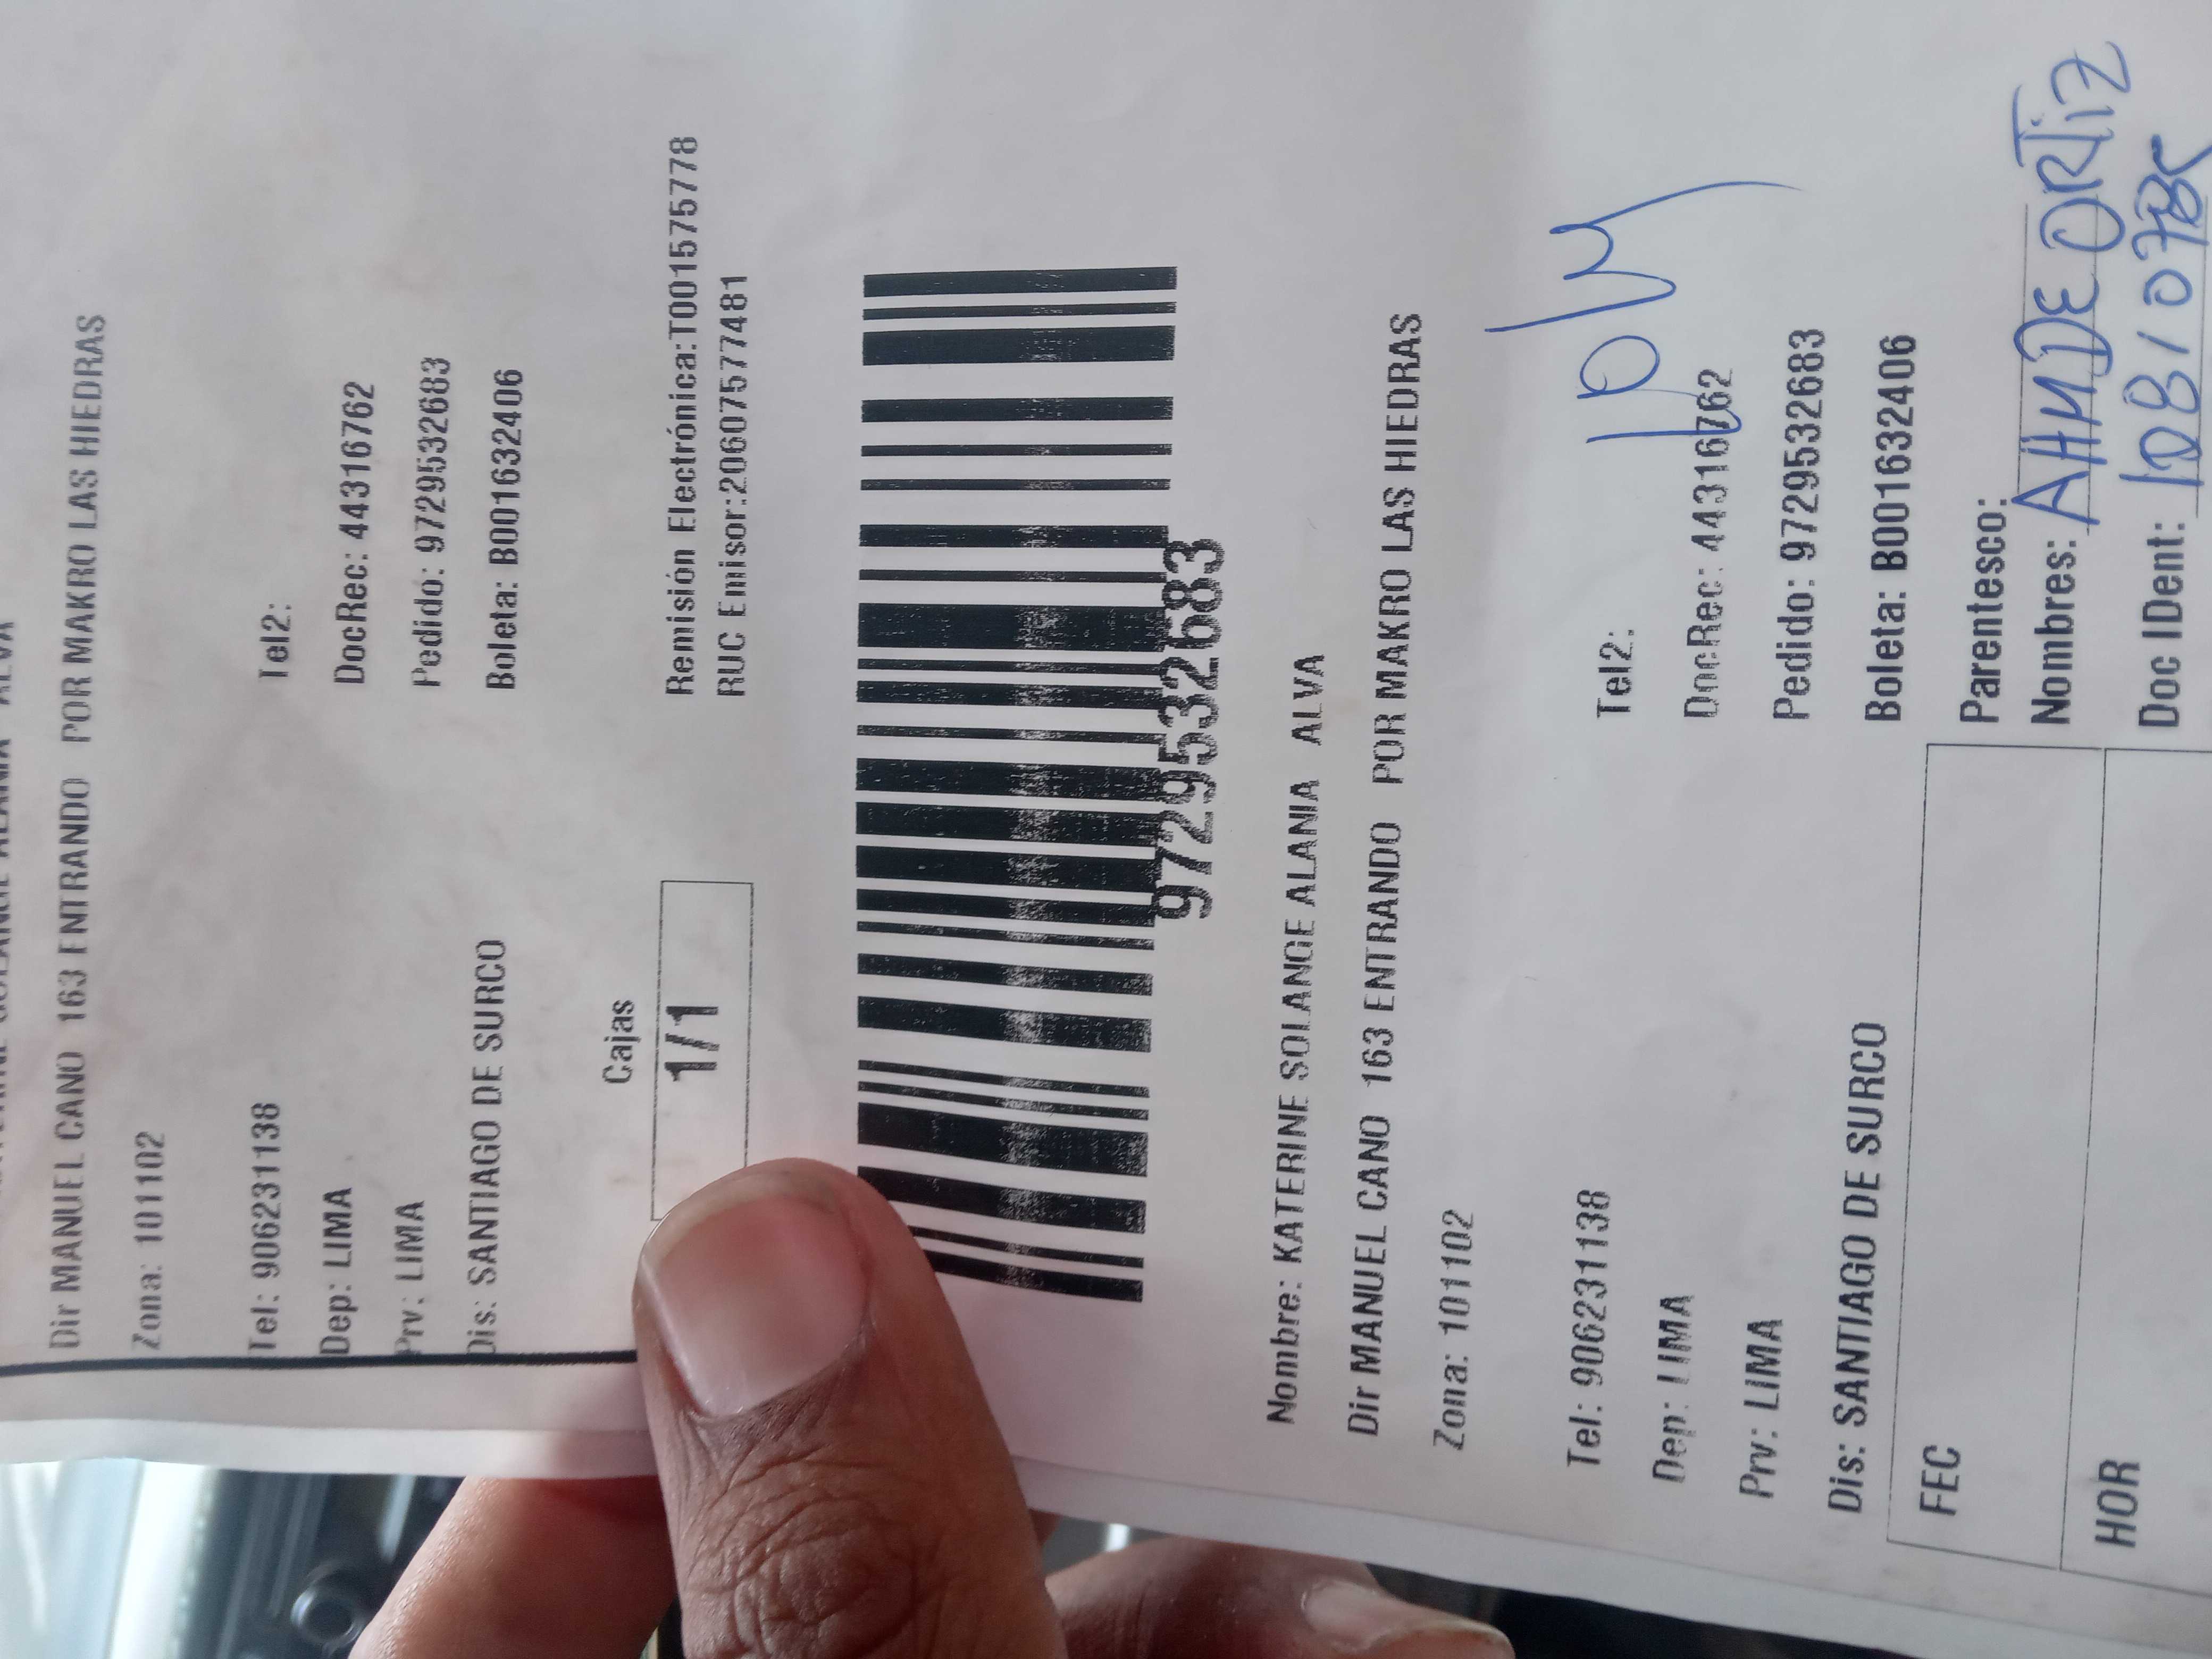 Dir MANUEL CANO 163 ENTRANDO POR MAKRO LAS HIEDRAS
Zona: 101102
Tel: 906231138 Tel2:
Dep: LIMA DocRec: 44316762
Prv: LIMA Pedido: 9729532683
Dis: SANTIAGO DE SURCO Boleta: B001632406
Cajas
1/1
Remisión Electrónica:T001575778
RUC Emisor:20607577481
9729532683
Nombre: KATERINE SOLANGE ALANIA ALVA
Dir MANUEL CANO 163 ENTRANDO POR MAKRO LAS HIEDRAS
Zona: 101102
Tel: 906231138 Tel2:
Dep: LIMA DocRec: 44316762
Prv: LIMA Pedido: 9729532683
Dis: SANTIAGO DE SURCO Boleta: B001632406
FEC
Parentesco:
Nombres: ORTIZ
HOR
Doc IDent: